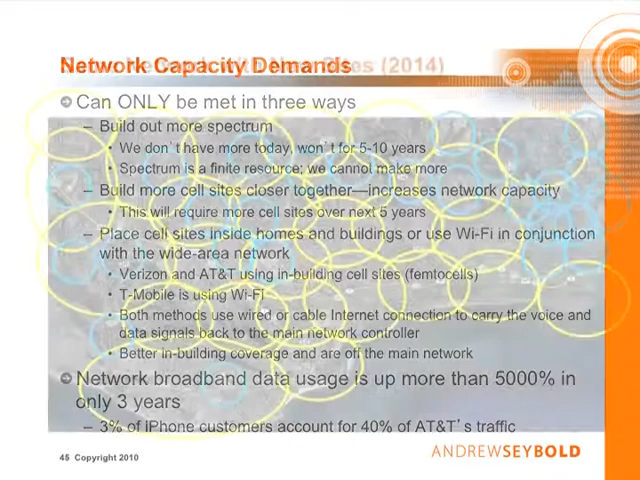 Network Capacity Demands
(2014)
Can ONLY be met in three ways
– Build out more spectrum
• We don`t have more today, won`t for 5-10 years
• Spectrum is a finite resource; we cannot make more
– Build more cell sites closer together—increases network capacity
• This will require more cell sites over next 5 years
– Place cell sites inside homes and buildings or use Wi-Fi in conjunction
with the wide-area network
• Verizon and AT&T using in-building cell sites (femtocells)
• T-Mobile is using Wi-Fi
• Both methods use wired or cable Internet connection to carry the voice and
data signals back to the main network controller
• Better in-building coverage and are off the main network
Network broadband data usage is up more than 5000% in
only 3 years
– 3% of iPhone customers account for 40% of AT&T's traffic
45 Copyright 2010
ANDREWSEYBOLD